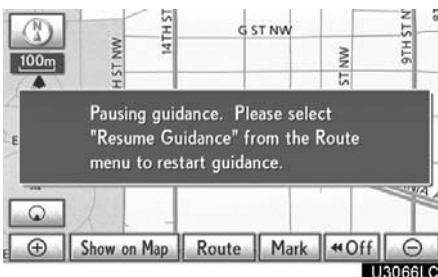 N
100m
14TH ST
G ST NW
H ST NW
ST NW
9TH ST N
Pausing guidance. Please select
"Resume Guidance" from the Route
menu to restart guidance.
E
Show on Map
Route
Mark
Off
U3066LC